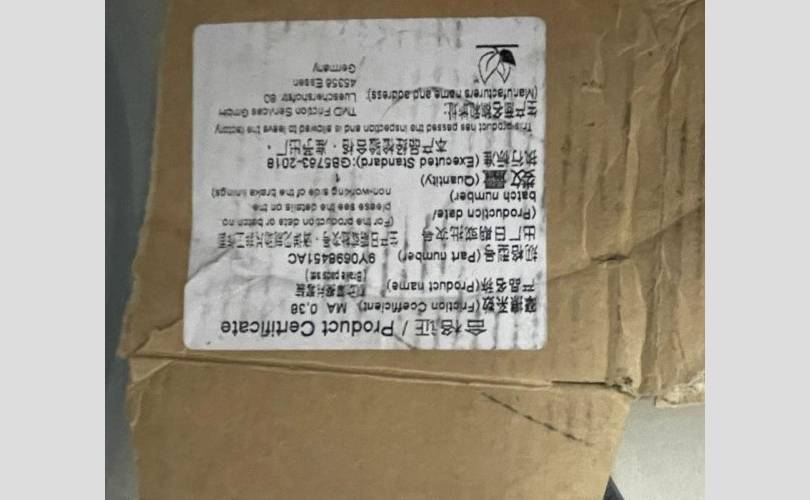 合格证 / Product Certificate
摩擦系数 (Friction Coefficient) MA 0,38
产品名称 (Product name)
(Brake pads set)
规格型号 (Part number) 9Y0698451AC
出厂日期或批次号
(Production date/
batch number)
(For the production date or batch no.
please see the details on the
non-working side of the brake linings)
数量 (Quantity) 1
执行标准 (Executed Standard):GB5763-2018
本产品经检验合格,准予出厂。
This product has passed the inspection and is allowed to leave the factory
生产厂名称和地址:
(Manufacturers name and address):
TMD Friction Services GmbH
Lueschershofstr. 80
45356 Essen
Germany